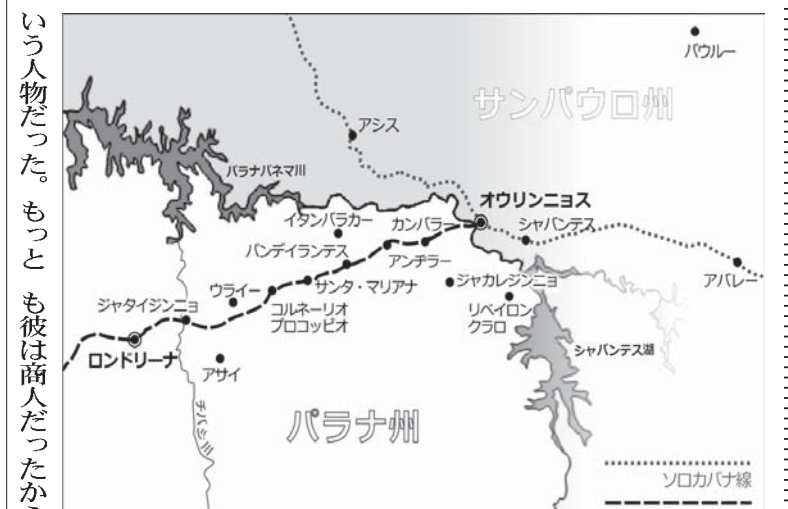 いう人物だった。もっと も彼は商人だったか
サンパウロ州
バウルー
アシス
パラナパネマ川
オウリンニョス
イタンバラカー
カンバラー
シャバンテス
バンデイランテス
アンヂラー
アバレー
ウライー
サンタ・マリアナ
ジャカレジンニョ
ジャタイジンニョ
コルネーリオ
プロコッピオ
リベイロン
クラロ
ロンドリーナ
アサイ
シャバンテス湖
チバジ川
パラナ州
ソロカバナ線